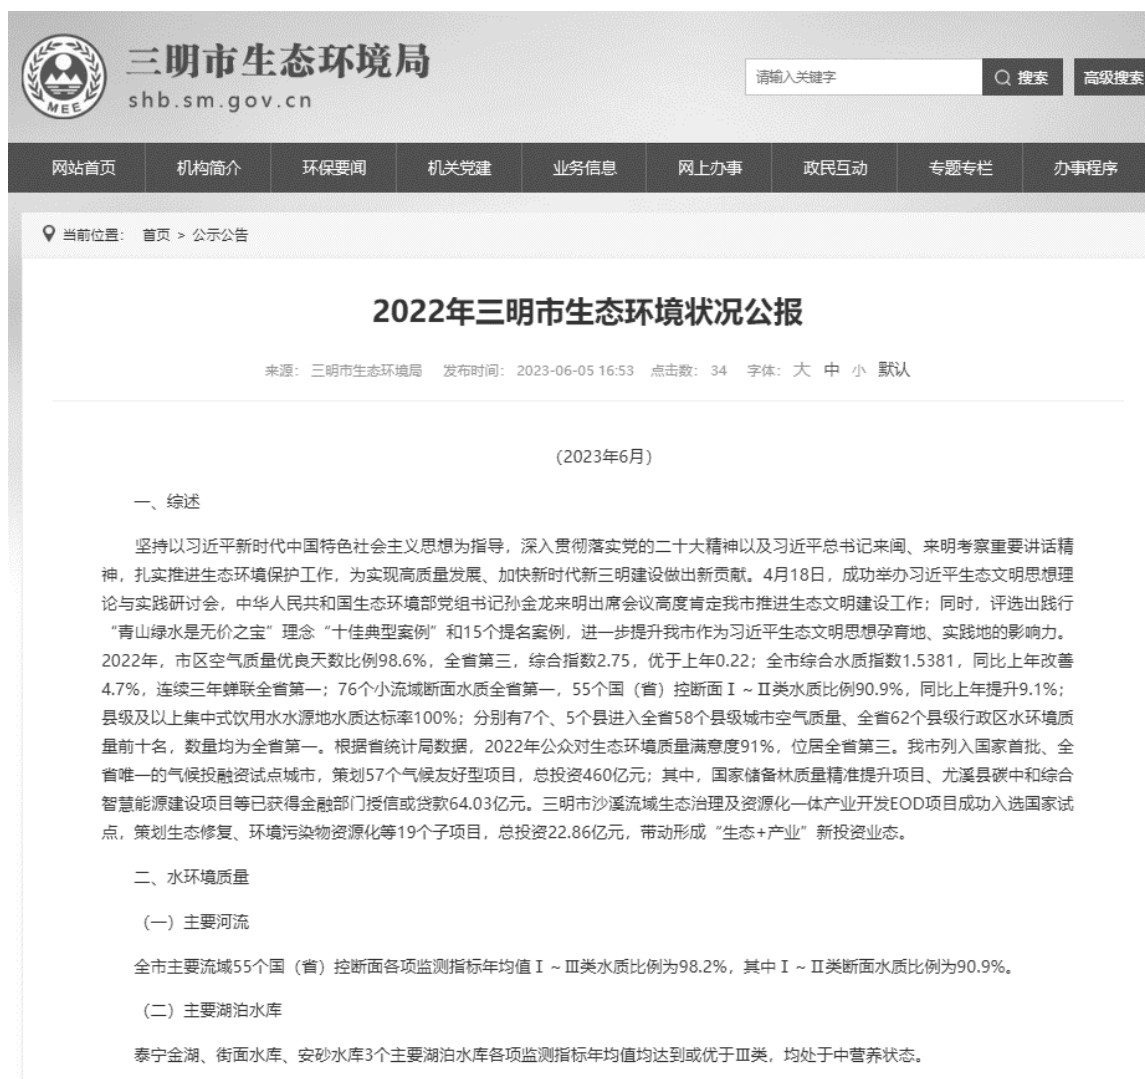 三明市生态环境局
shb.sm.gov.cn
MEE
请输入关键字
搜索
高级搜索
网站首页 机构简介 环保要闻 机关党建 业务信息 网上办事 政民互动 专题专栏 办事程序
当前位置： 首页 > 公示公告
2022年三明市生态环境状况公报
来源： 三明市生态环境局 发布时间： 2023-06-05 16:53 点击数： 34 字体： 大 中 小 默认
（2023年6月）
一、综述
坚持以习近平新时代中国特色社会主义思想为指导，深入贯彻落实党的二十大精神以及习近平总书记来闽、来明考察重要讲话精
神，扎实推进生态环境保护工作，为实现高质量发展、加快新时代新三明建设做出新贡献。4月18日，成功举办习近平生态文明思想理
论与实践研讨会，中华人民共和国生态环境部党组书记孙金龙来明出席会议高度肯定我市推进生态文明建设工作；同时，评选出践行
“青山绿水是无价之宝”理念“十佳典型案例”和15个提名案例，进一步提升我市作为习近平生态文明思想孕育地、实践地的影响力。
2022年，市区空气质量优良天数比例98.6%，全省第三，综合指数2.75，优于上年0.22；全市综合水质指数1.5381，同比上年改善
4.7%，连续三年蝉联全省第一；76个小流域断面水质全省第一，55个国（省）控断面Ⅰ~Ⅱ类水质比例90.9%，同比上年提升9.1%；
县级及以上集中式饮用水水源地水质达标率100%；分别有7个、5个县进入全省58个县级城市空气质量、全省62个县级行政区水环境质
量前十名，数量均为全省第一。根据省统计局数据，2022年公众对生态环境质量满意度91%，位居全省第三。我市列入国家首批、全
省唯一的气候投融资试点城市，策划57个气候友好型项目，总投资460亿元；其中，国家储备林质量精准提升项目、尤溪县碳中和综合
智慧能源建设项目等已获得金融部门授信或贷款64.03亿元。三明市沙溪流域生态治理及资源化一体产业开发EOD项目成功入选国家试
点，策划生态修复、环境污染物资源化等19个子项目，总投资22.86亿元，带动形成“生态+产业”新投资业态。
二、水环境质量
（一）主要河流
全市主要流域55个国（省）控断面各项监测指标年均值Ⅰ~Ⅲ类水质比例为98.2%，其中Ⅰ~Ⅱ类断面水质比例为90.9%。
（二）主要湖泊水库
泰宁金湖、街面水库、安砂水库3个主要湖泊水库各项监测指标年均值均达到或优于Ⅲ类，均处于中营养状态。